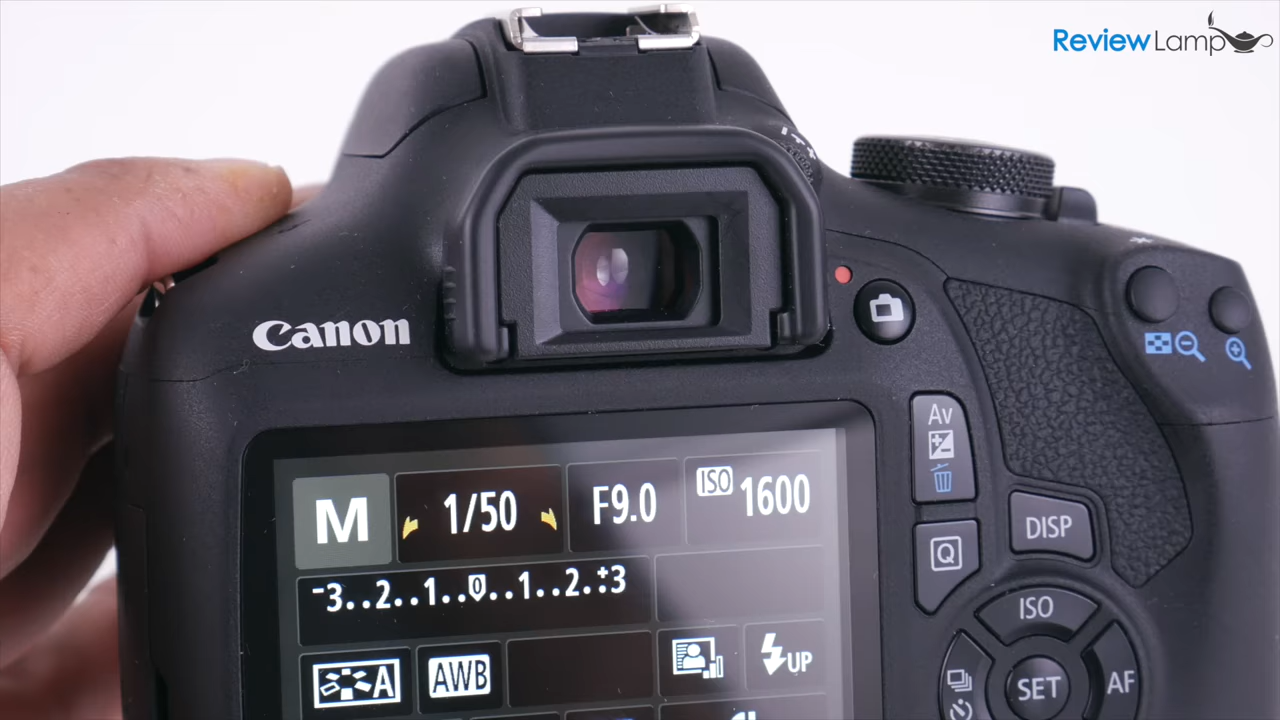 ReviewLamp
Canon
Av
M
1/50
F9.0
ISO 1600
-3..2..1..0..1..2.:+3
DISP
Q
ISO
A
AWB
UP
SET
AF